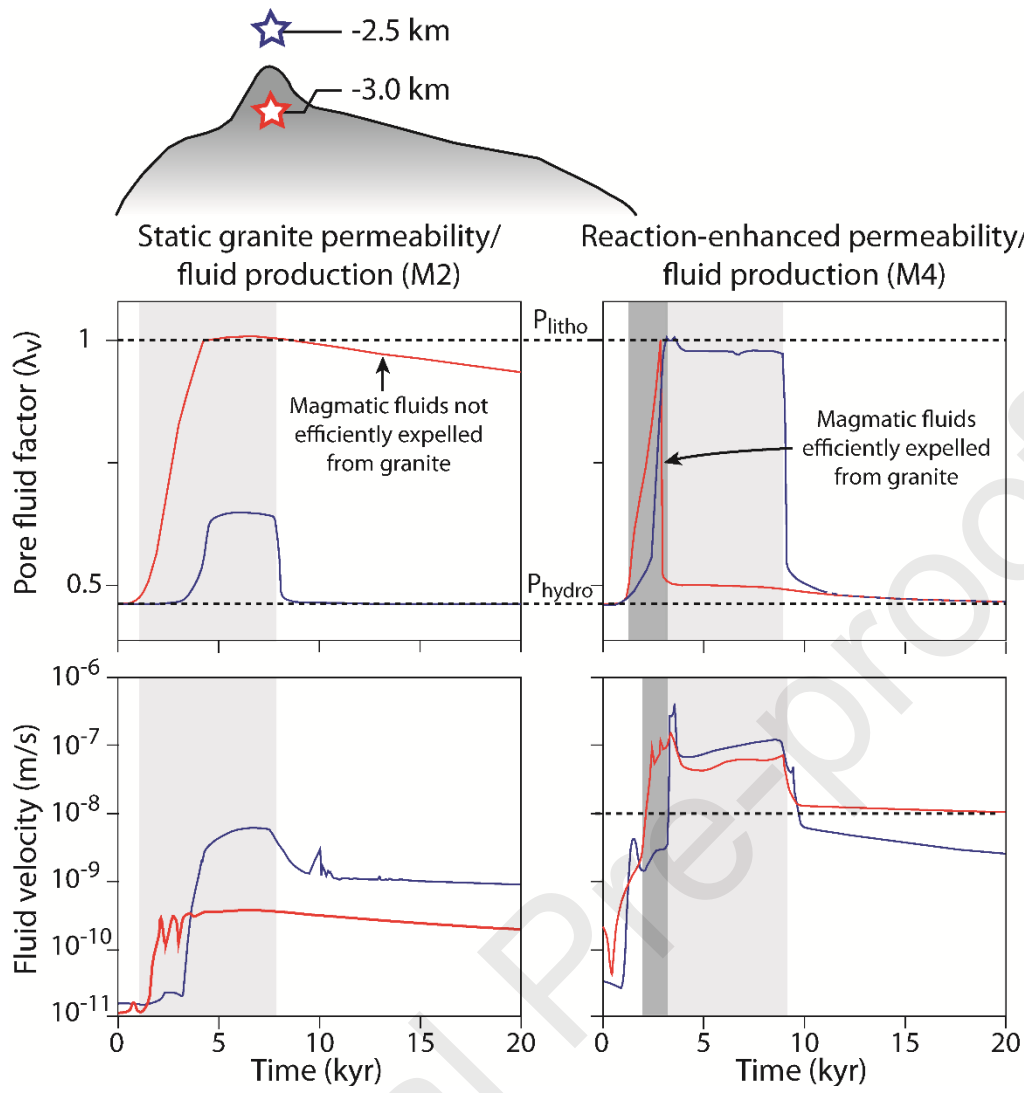 -2.5 km
-3.0 km
Static granite permeability/
fluid production (M2)
Reaction-enhanced permeability/
fluid production (M4)
Pore fluid factor (λv)
1
0.5
Plitho
Phydro
Magmatic fluids not
efficiently expelled
from granite
Magmatic fluids
efficiently expelled
from granite
Fluid velocity (m/s)
10-6
10-7
10-8
10-9
10-10
10-11
0
5
10
15
20
Time (kyr)
0
5
10
15
20
Time (kyr)
l Pre-proof